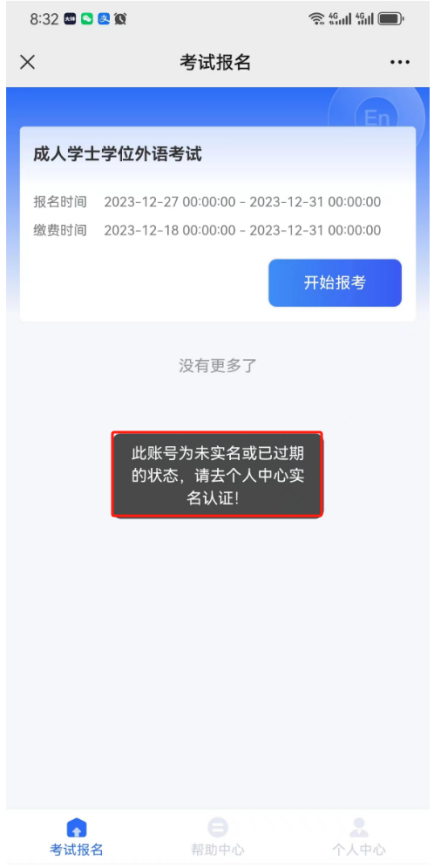 8:32
考试报名
En
成人学士学位外语考试
报名时间 2023-12-27 00:00:00 - 2023-12-31 00:00:00
缴费时间 2023-12-18 00:00:00 - 2023-12-31 00:00:00
开始报考
没有更多了
此账号为未实名或已过期
的状态，请去个人中心实
名认证！
考试报名 帮助中心 个人中心